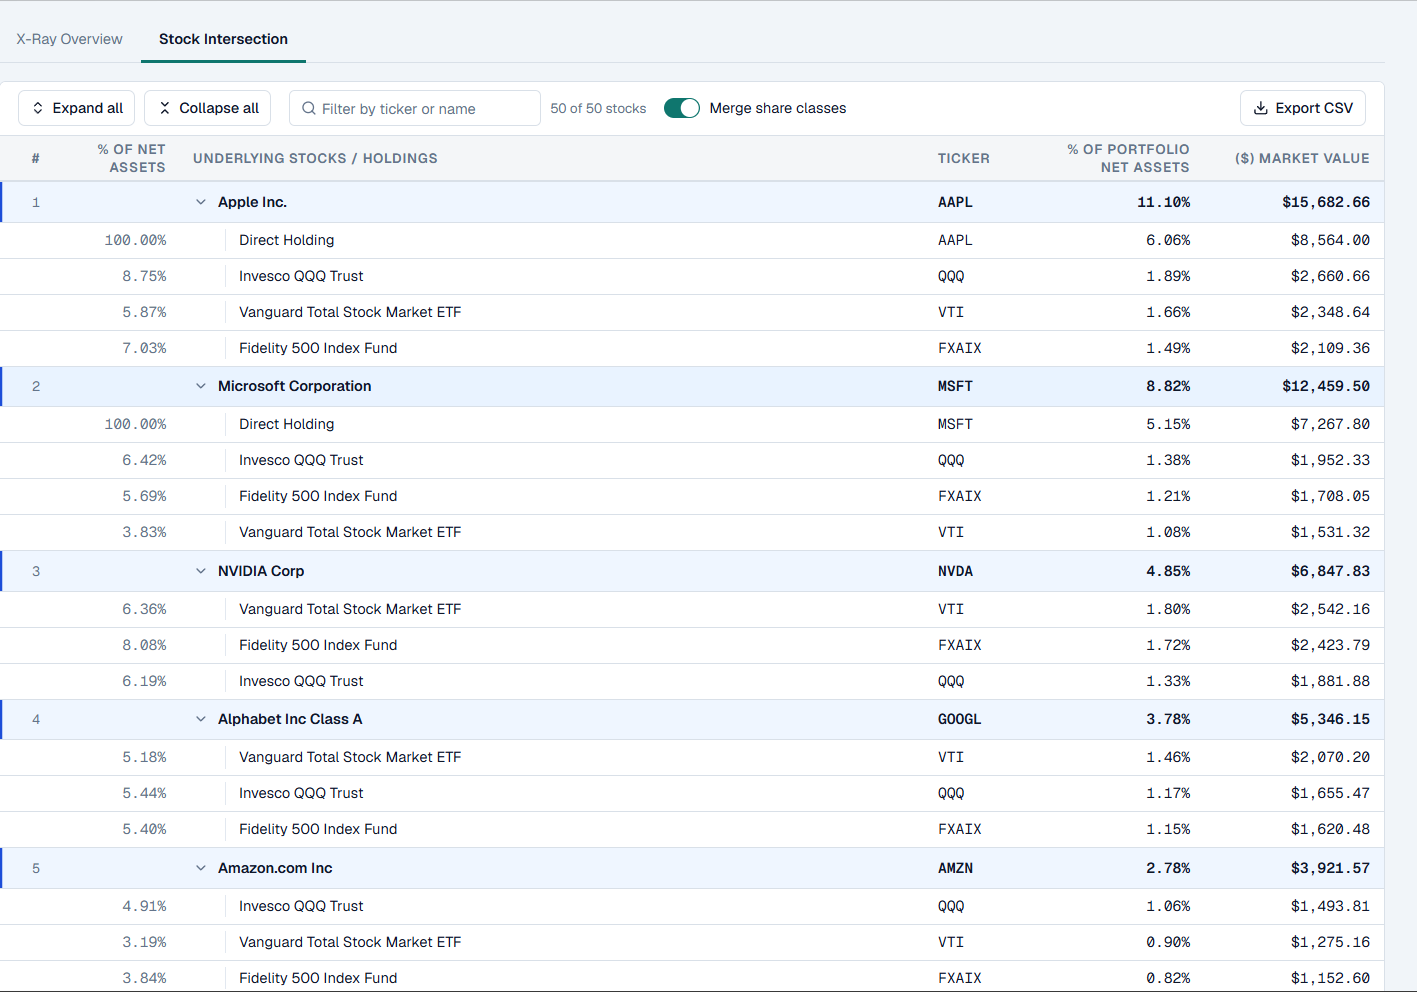 X-Ray Overview Stock Intersection
Expand all Collapse all Filter by ticker or name 50 of 50 stocks Merge share classes Export CSV
# % OF NET ASSETS UNDERLYING STOCKS / HOLDINGS TICKER % OF PORTFOLIO NET ASSETS ($) MARKET VALUE
1 Apple Inc. AAPL 11.10% $15,682.66
100.00% Direct Holding AAPL 6.06% $8,564.00
8.75% Invesco QQQ Trust QQQ 1.89% $2,660.66
5.87% Vanguard Total Stock Market ETF VTI 1.66% $2,348.64
7.03% Fidelity 500 Index Fund FXAIX 1.49% $2,109.36
2 Microsoft Corporation MSFT 8.82% $12,459.50
100.00% Direct Holding MSFT 5.15% $7,267.80
6.42% Invesco QQQ Trust QQQ 1.38% $1,952.33
5.69% Fidelity 500 Index Fund FXAIX 1.21% $1,708.05
3.83% Vanguard Total Stock Market ETF VTI 1.08% $1,531.32
3 NVIDIA Corp NVDA 4.85% $6,847.83
6.36% Vanguard Total Stock Market ETF VTI 1.80% $2,542.16
8.08% Fidelity 500 Index Fund FXAIX 1.72% $2,423.79
6.19% Invesco QQQ Trust QQQ 1.33% $1,881.88
4 Alphabet Inc Class A GOOGL 3.78% $5,346.15
5.18% Vanguard Total Stock Market ETF VTI 1.46% $2,070.20
5.44% Invesco QQQ Trust QQQ 1.17% $1,655.47
5.40% Fidelity 500 Index Fund FXAIX 1.15% $1,620.48
5 Amazon.com Inc AMZN 2.78% $3,921.57
4.91% Invesco QQQ Trust QQQ 1.06% $1,493.81
3.19% Vanguard Total Stock Market ETF VTI 0.90% $1,275.16
3.84% Fidelity 500 Index Fund FXAIX 0.82% $1,152.60